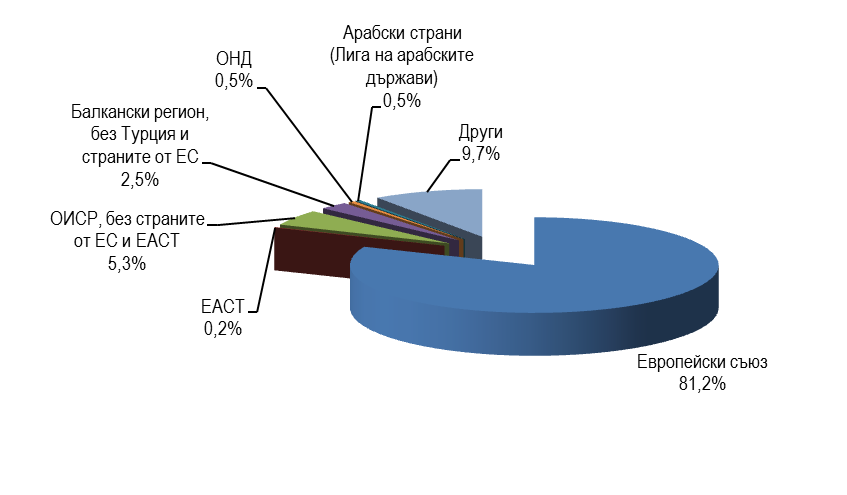 Арабски страни
(Лига на арабските
държави)
0,5%
ОНД
0,5%
Балкански регион,
без Турция и
страните от ЕС
2,5%
Други
9,7%
ОИСР, без страните
от ЕС и ЕАСТ
5,3%
ЕАСТ
0,2%
Европейски съюз
81,2%